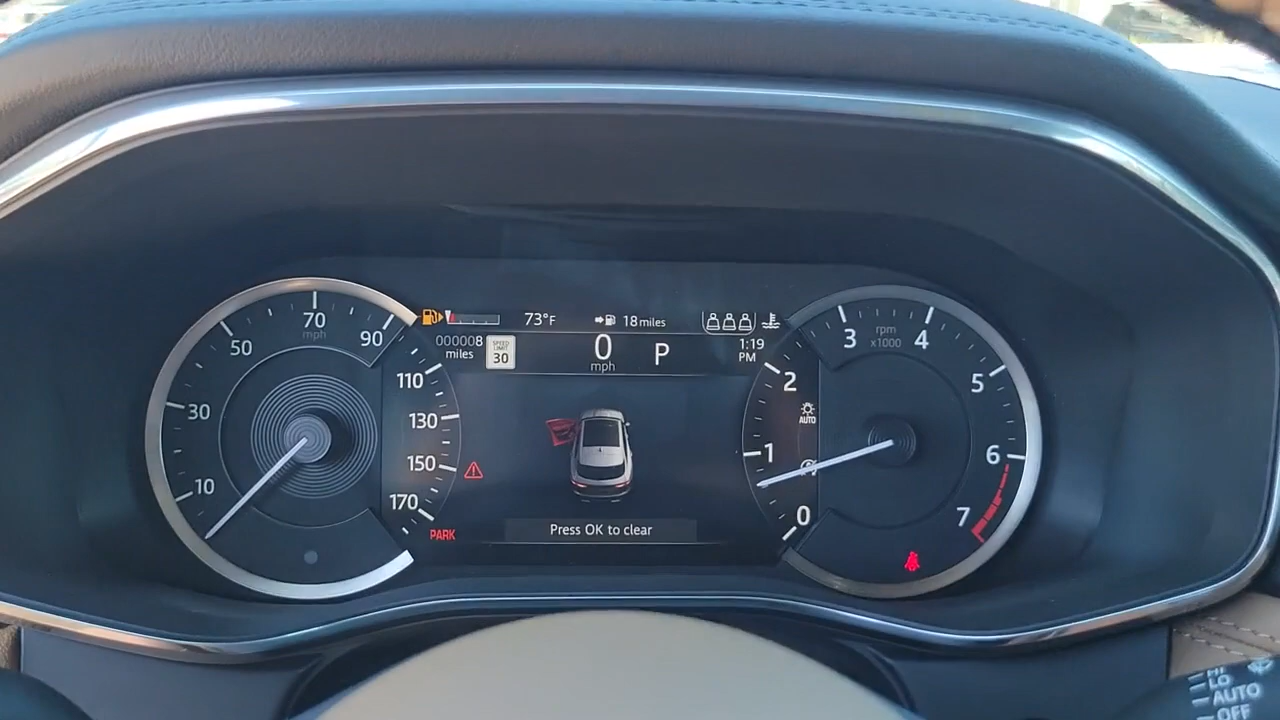 70
mph
50
90
30
10
110
130
150
170
PARK
73°F
18 miles
000008
miles
SPEED
LIMIT
30
0
mph
P
1:19
PM
Press OK to clear
rpm
x1000
3
4
2
5
AUTO
1
6
0
7
HI
LO
AUTO
OFF